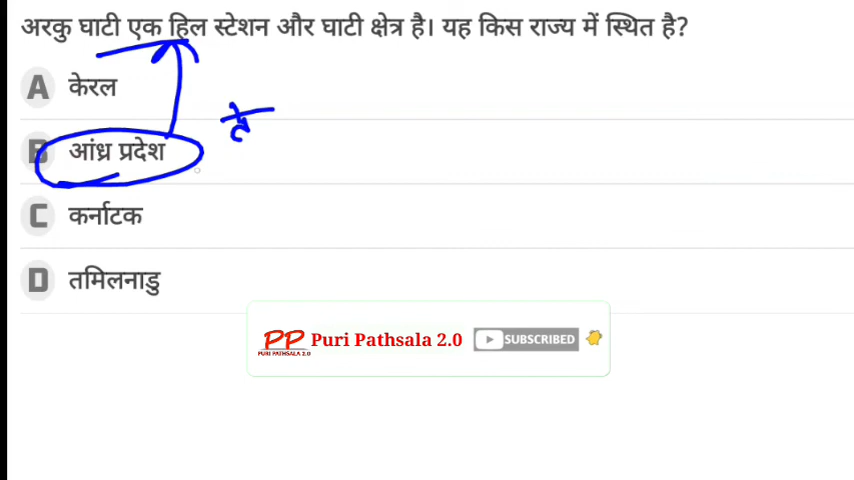 अरकु घाटी एक हिल स्टेशन और घाटी क्षेत्र है। यह किस राज्य में स्थित है?
A केरल
B आंध्र प्रदेश
है
C कर्नाटक
D तमिलनाडु
PP Puri Pathsala 2.0 SUBSCRIBED
PURI PATHSALA 2.0